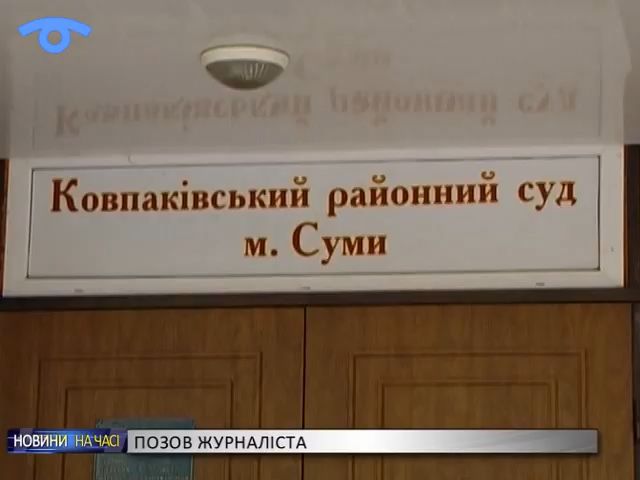 Ковпаківський районний суд
м. Суми
НОВИНИ НА ЧАСІ
ПОЗОВ ЖУРНАЛІСТА